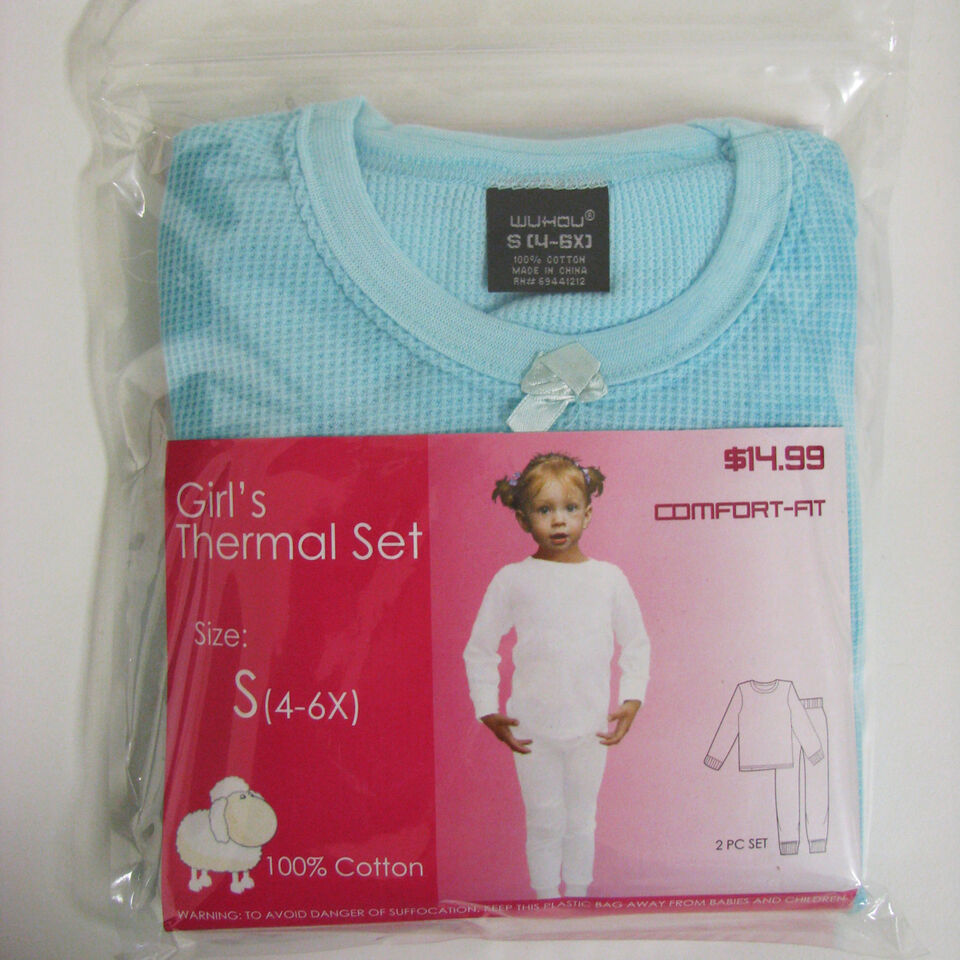 WUHOU®
S (4-6X)
100% COTTON
MADE IN CHINA
RH# 69441212
$14.99
COMFORT-FIT
Girl's
Thermal Set
Size:
S (4-6X)
2 PC SET
100% Cotton
WARNING: TO AVOID DANGER OF SUFFOCATION, KEEP THIS PLASTIC BAG AWAY FROM BABIES AND CHILDREN